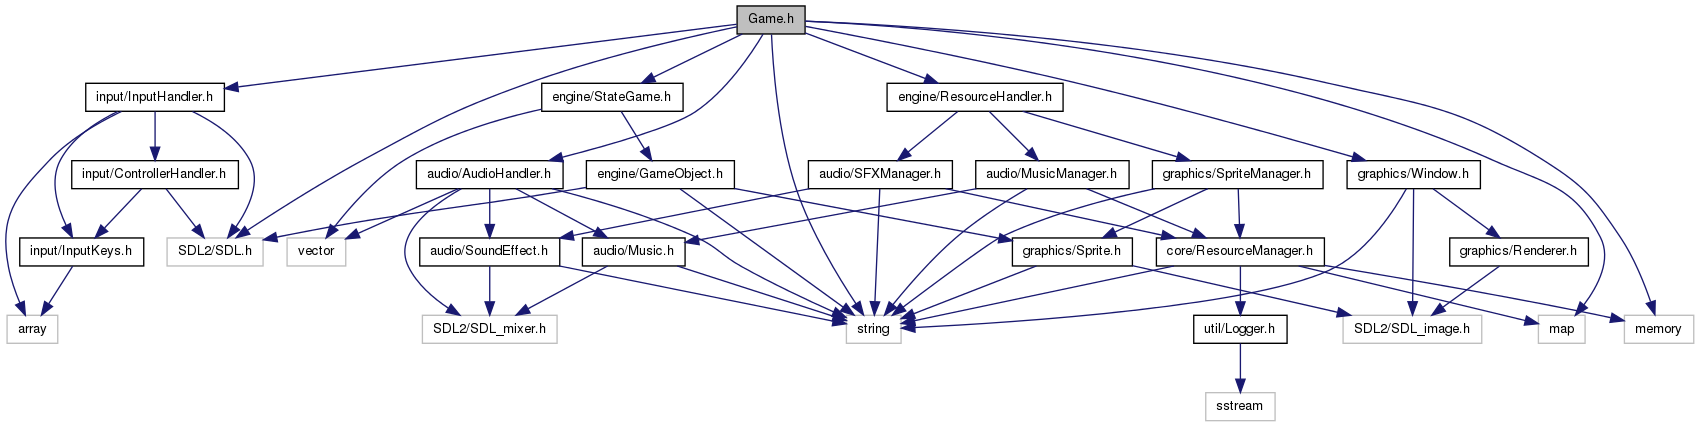 Game.h
input/InputHandler.h
engine/StateGame.h
engine/ResourceHandler.h
input/ControllerHandler.h
audio/AudioHandler.h
engine/GameObject.h
audio/SFXManager.h
audio/MusicManager.h
graphics/SpriteManager.h
graphics/Window.h
input/InputKeys.h
SDL2/SDL.h
vector
audio/SoundEffect.h
audio/Music.h
graphics/Sprite.h
core/ResourceManager.h
graphics/Renderer.h
array
SDL2/SDL_mixer.h
string
util/Logger.h
SDL2/SDL_image.h
map
memory
sstream